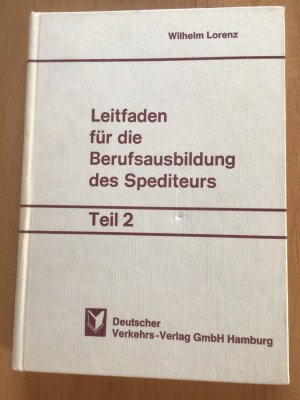 Wilhelm Lorenz
Leitfaden
für die
Berufsausbildung
des Spediteurs
Teil 2
Deutscher
Verkehrs-Verlag GmbH Hamburg